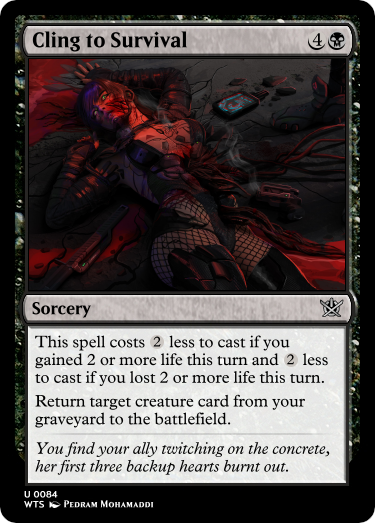 Cling to Survival 4
Sorcery
This spell costs 2 less to cast if you
gained 2 or more life this turn and 2 less
to cast if you lost 2 or more life this turn.
Return target creature card from your
graveyard to the battlefield.
You find your ally twitching on the concrete,
her first three backup hearts burnt out.
U 0084
WTS Pedram Mohamaddi